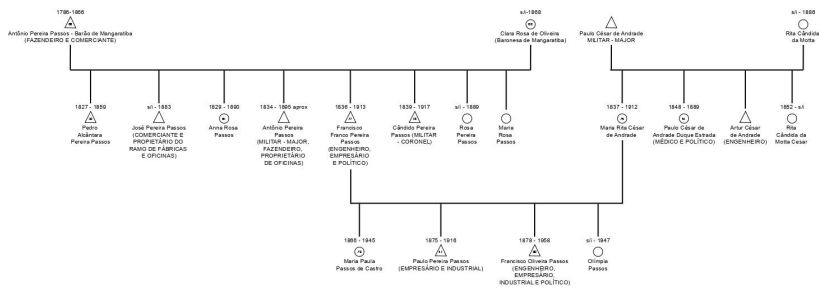 1786-1866
Antônio Pereira Passos - Barão de Mangaratiba
(FAZENDEIRO E COMERCIANTE)
s/i-1868
Clara Rosa de Oliveira
(Baronesa de Mangaratiba)
Paulo César de Andrade
MILITAR - MAJOR
s/i - 1886
Rita Cândida
da Motta
1827 - 1859
Pedro
Alcântara
Pereira Passos
s/i - 1883
José Pereira Passos
(COMERCIANTE E
PROPIETÁRIO DO
RAMO DE FÁBRICAS
E OFICINAS)
1829 - 1890
Anna Rosa
Passos
1834 - 1895 aprox
Antônio Pereira
Passos
(MILITAR - MAJOR,
FAZENDEIRO,
PROPRIETÁRIO
DE OFICINAS)
1836 - 1913
Francisco
Franco Pereira
Passos
(ENGENHEIRO,
EMPRESÁRIO
E POLÍTICO)
1839 - 1917
Cândido Pereira
Passos (MILITAR
- CORONEL)
s/i - 1889
Rosa
Pereira
Passos
Maria
Rosa
Passos
1837 - 1912
Maria Rita César
de Andrade
1848 - 1889
Paulo César de
Andrade Duque Estrada
(MÉDICO E POLÍTICO)
Artur César
de Andrade
(ENGENHEIRO)
1852 - s/i
Rita
Cândida da
Motta Cesar
1866 - 1945
Maria Paula
Passos de Castro
1875 - 1916
Paulo Pereira Passos
(EMPRESÁRIO E INDUSTRIAL)
1878 - 1958
Francisco Oliveira Passos
(ENGENHEIRO,
EMPRESÁRIO,
INDUSTRIAL E POLÍTICO)
s/i - 1947
Olímpia
Passos